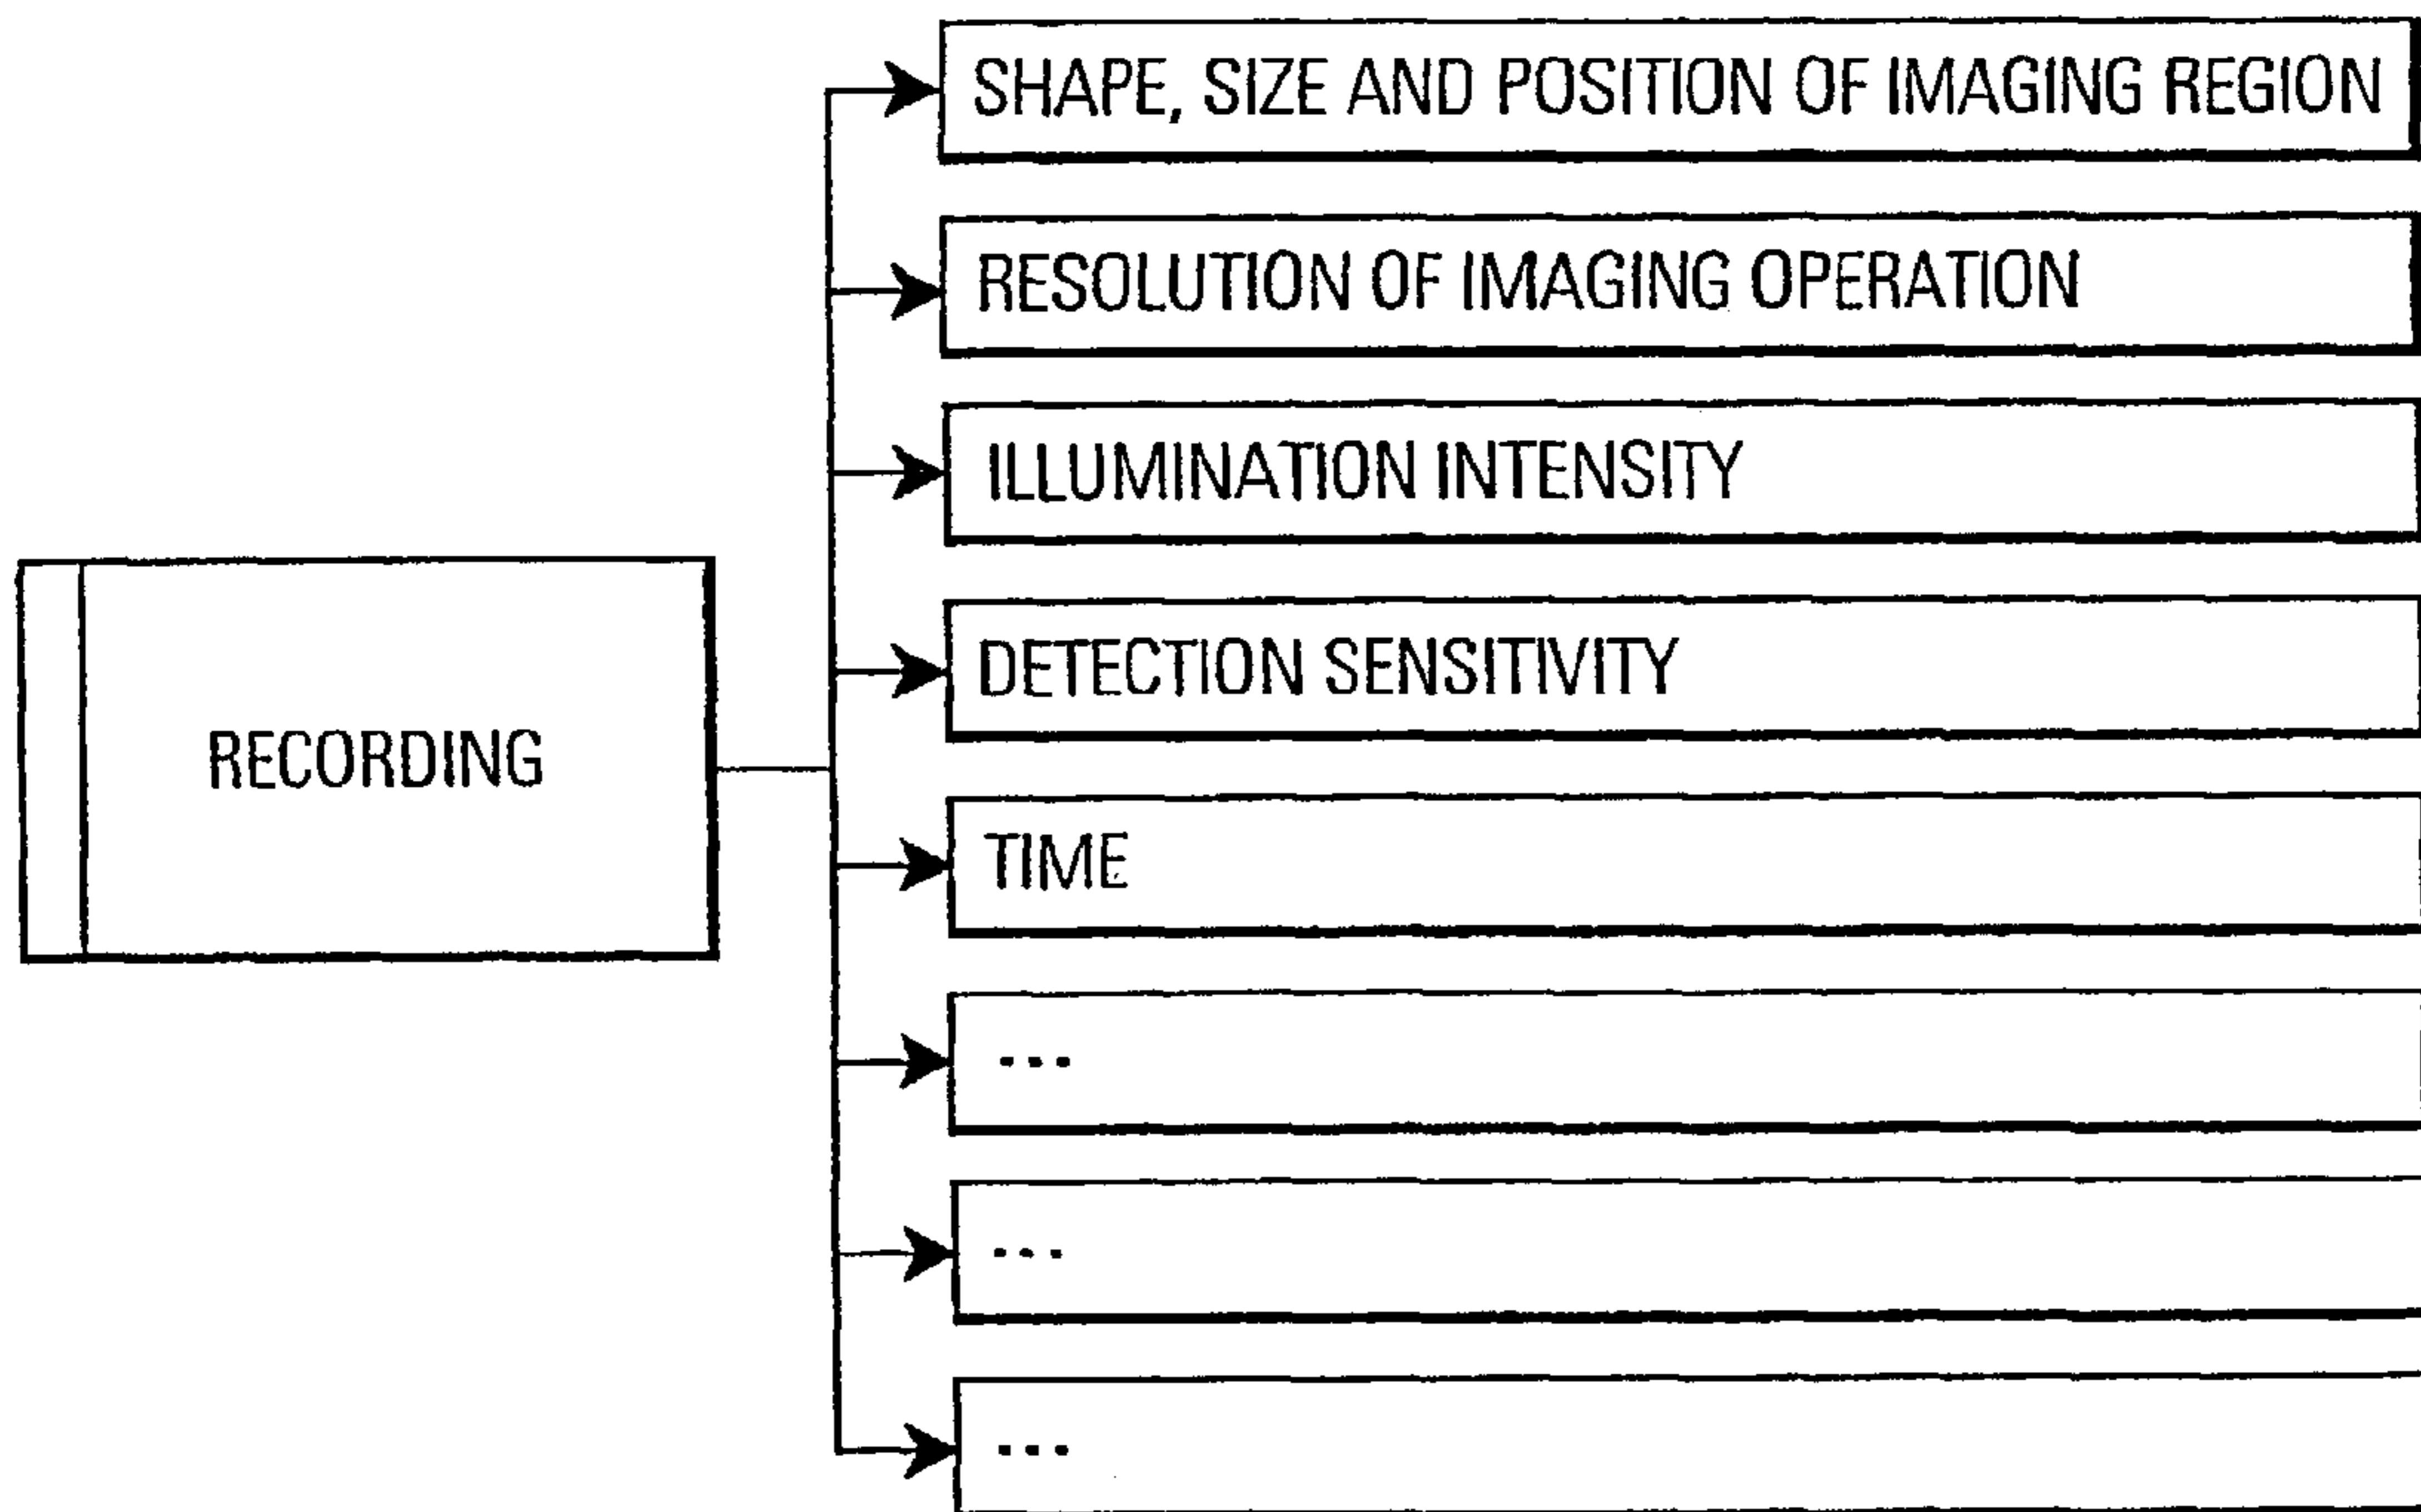 SHAPE, SIZE AND POSITION OF IMAGING REGION
RESOLUTION OF IMAGING OPERATION
ILLUMINATION INTENSITY
DETECTION SENSITIVITY
RECORDING
TIME
...
...
...